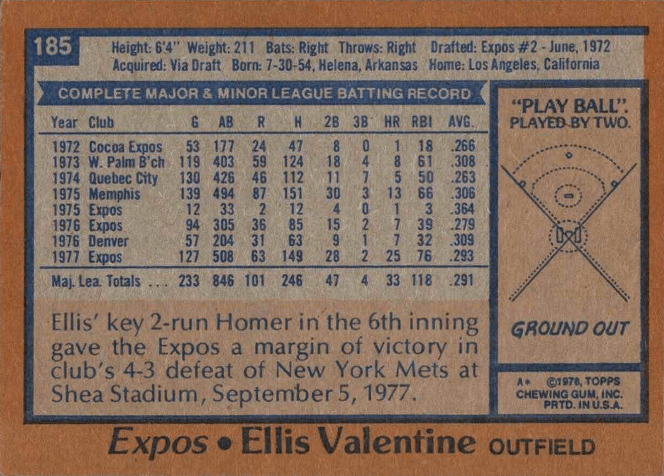 185
Height: 6'4" Weight: 211 Bats: Right Throws: Right Drafted: Expos #2 - June, 1972
Acquired: Via Draft Born: 7-30-54, Helena, Arkansas Home: Los Angeles, California
COMPLETE MAJOR & MINOR LEAGUE BATTING RECORD
Year Club G AB R H 2B 3B HR RBI AVG.
1972 Cocoa Expos 53 177 24 47 8 0 1 18 .266
1973 W. Palm B'ch 119 403 59 124 18 4 8 61 .308
1974 Quebec City 130 426 46 112 11 7 5 50 .263
1975 Memphis 139 494 87 151 30 3 13 66 .306
1975 Expos 12 33 2 12 4 0 1 3 .364
1976 Expos 94 305 36 85 15 2 7 39 .279
1976 Denver 57 204 31 63 9 1 7 32 .309
1977 Expos 127 508 63 149 28 2 25 76 .293
Maj. Lea. Totals .... 233 846 101 246 47 4 33 118 .291
Ellis' key 2-run Homer in the 6th inning
gave the Expos a margin of victory in
club's 4-3 defeat of New York Mets at
Shea Stadium, September 5, 1977.
"PLAY BALL".
PLAYED BY TWO.
GROUND OUT
A* ©1978, TOPPS
CHEWING GUM, INC.
PRTD. IN U.S.A.
Expos • Ellis Valentine OUTFIELD